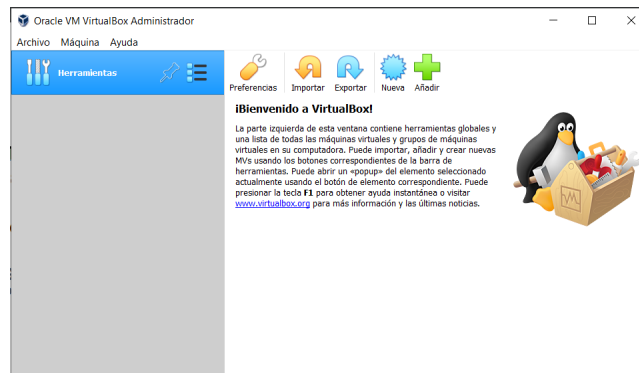 Oracle VM VirtualBox Administrador
Archivo Máquina Ayuda
Herramientas
Preferencias Importar Exportar Nueva Añadir
¡Bienvenido a VirtualBox!
La parte izquierda de esta ventana contiene herramientas globales y
una lista de todas las máquinas virtuales y grupos de máquinas
virtuales en su computadora. Puede importar, añadir y crear nuevas
MVs usando los botones correspondientes de la barra de
herramientas. Puede abrir un «popup» del elemento seleccionado
actualmente usando el botón de elemento correspondiente. Puede
presionar la tecla F1 para obtener ayuda instantánea o visitar
www.virtualbox.org para más información y las últimas noticias.